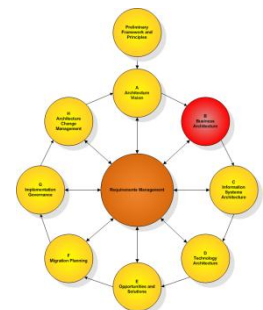 Preliminary
Framework and
Principles
A
Architecture
Vision
B
Business
Architecture
C
Information
Systems
Architecture
D
Technology
Architecture
E
Opportunities and
Solutions
F
Migration Planning
G
Implementation
Governance
H
Architecture
Change
Management
Requirements Management